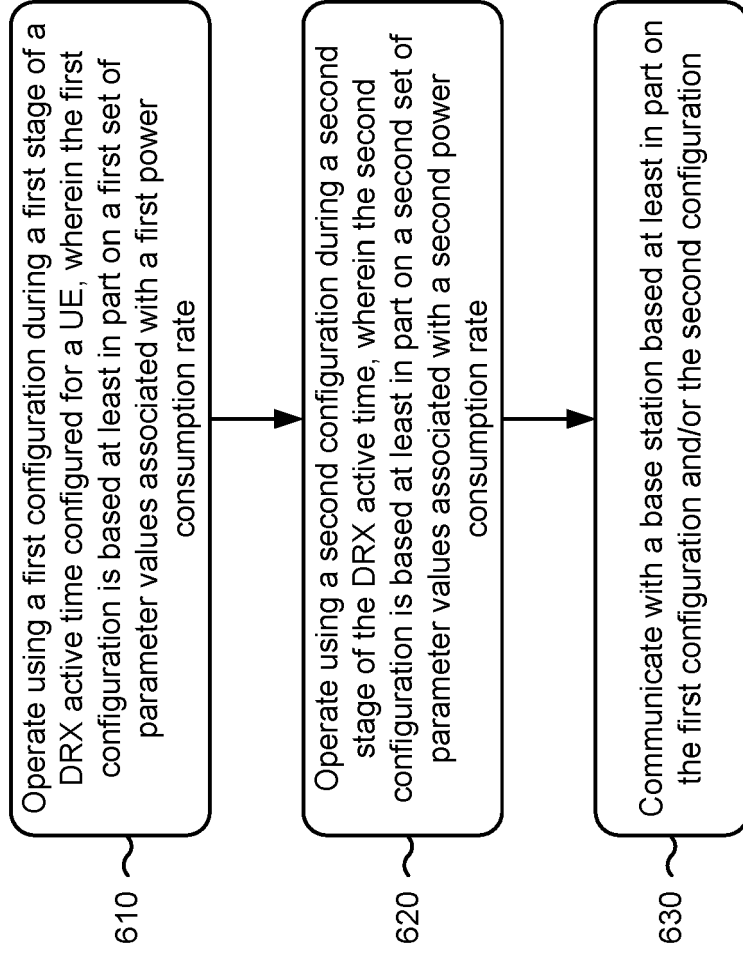 610
Operate using a first configuration during a first stage of a
DRX active time configured for a UE, wherein the first
configuration is based at least in part on a first set of
parameter values associated with a first power
consumption rate
620
Operate using a second configuration during a second
stage of the DRX active time, wherein the second
configuration is based at least in part on a second set of
parameter values associated with a second power
consumption rate
630
Communicate with a base station based at least in part on
the first configuration and/or the second configuration